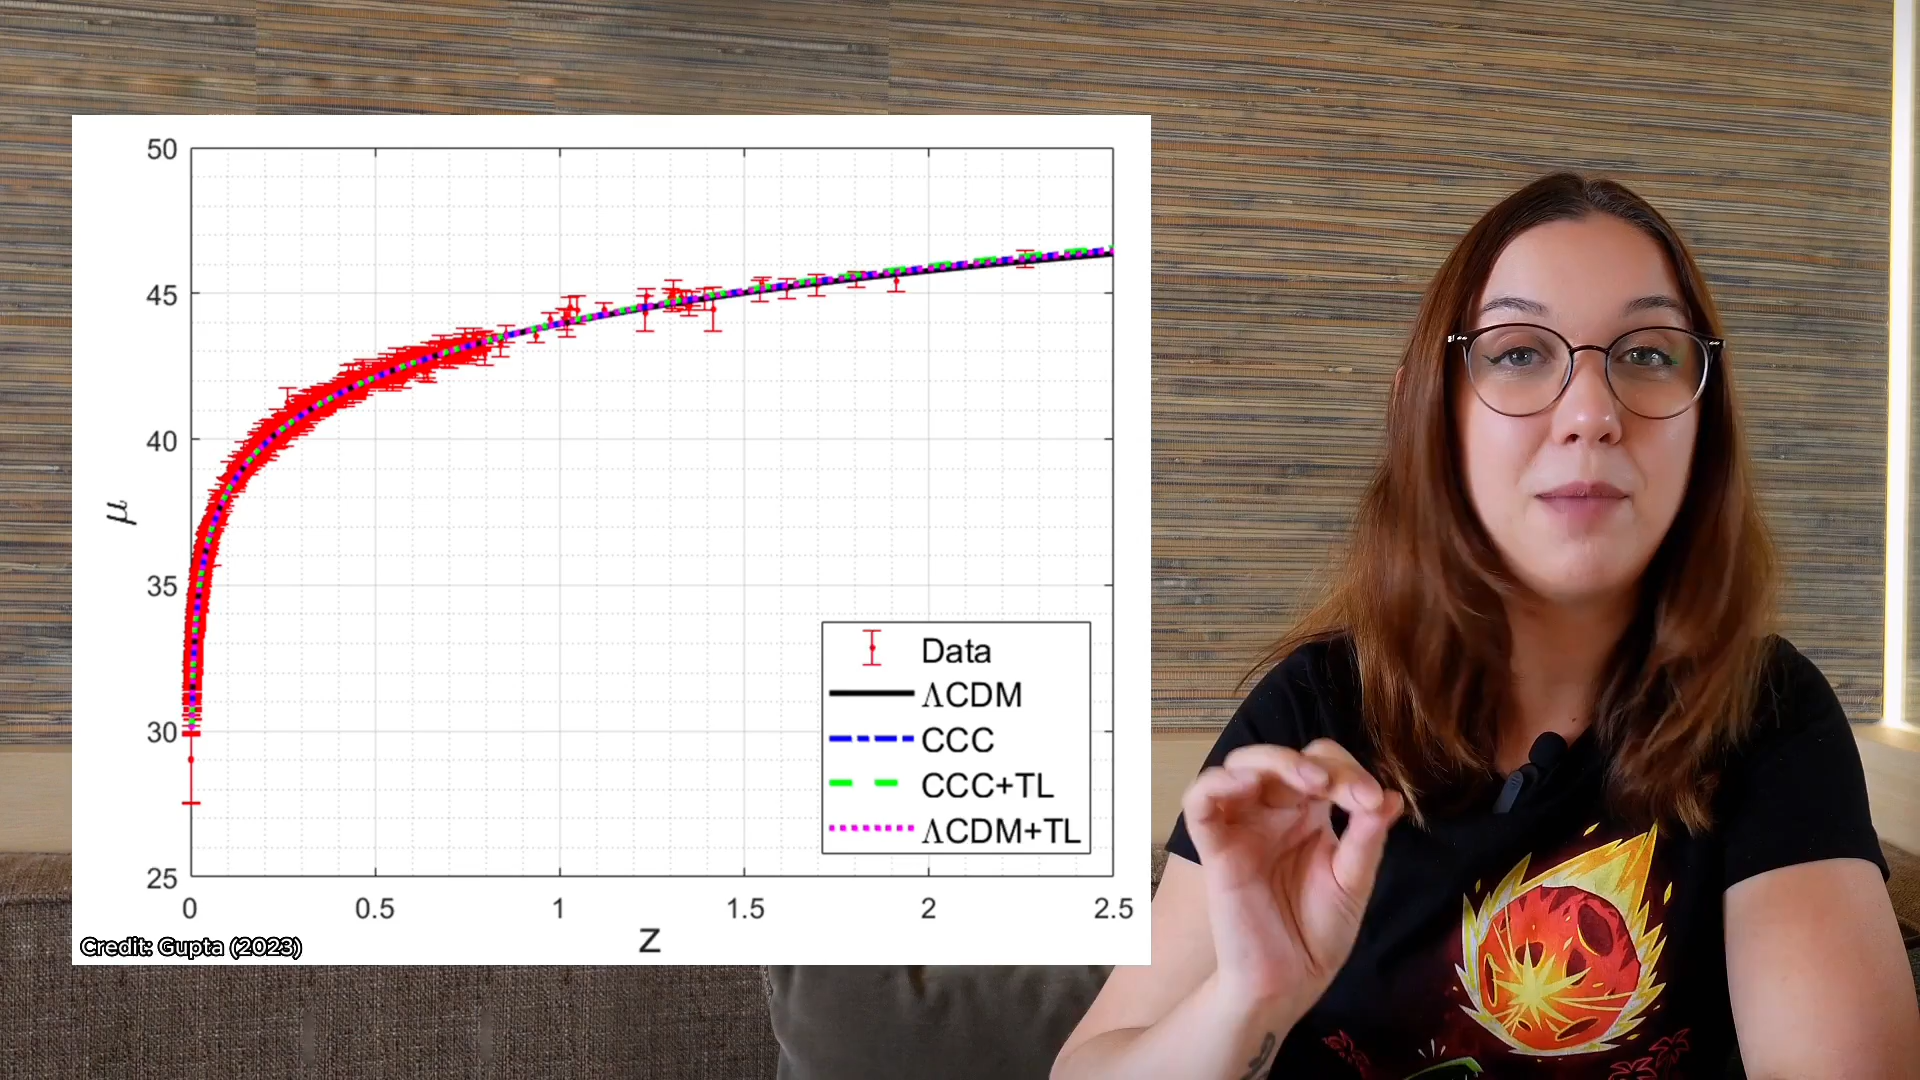 50
45
40
35
30
25
μ
0 0.5 1 1.5 2 2.5
z
Data
ΛCDM
CCC
CCC+TL
ΛCDM+TL
Credit: Gupta (2023)